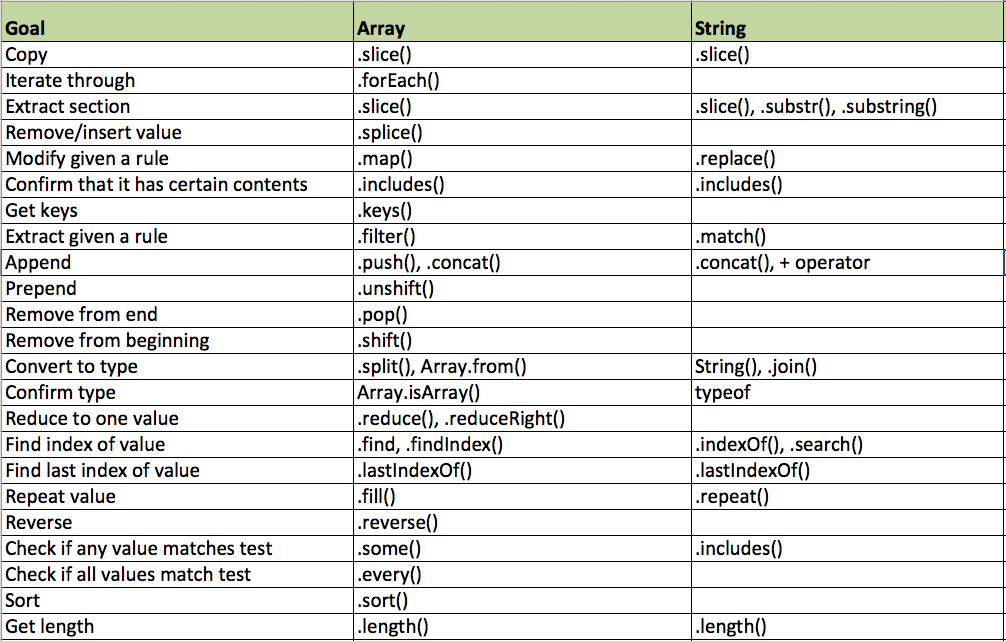 Goal Array String
Copy .slice() .slice()
Iterate through .forEach()
Extract section .slice() .slice(), .substr(), .substring()
Remove/insert value .splice()
Modify given a rule .map() .replace()
Confirm that it has certain contents .includes() .includes()
Get keys .keys()
Extract given a rule .filter() .match()
Append .push(), .concat() .concat(), + operator
Prepend .unshift()
Remove from end .pop()
Remove from beginning .shift()
Convert to type .split(), Array.from() String(), .join()
Confirm type Array.isArray() typeof
Reduce to one value .reduce(), .reduceRight()
Find index of value .find, .findIndex() .indexOf(), .search()
Find last index of value .lastIndexOf() .lastIndexOf()
Repeat value .fill() .repeat()
Reverse .reverse()
Check if any value matches test .some() .includes()
Check if all values match test .every()
Sort .sort()
Get length .length() .length()